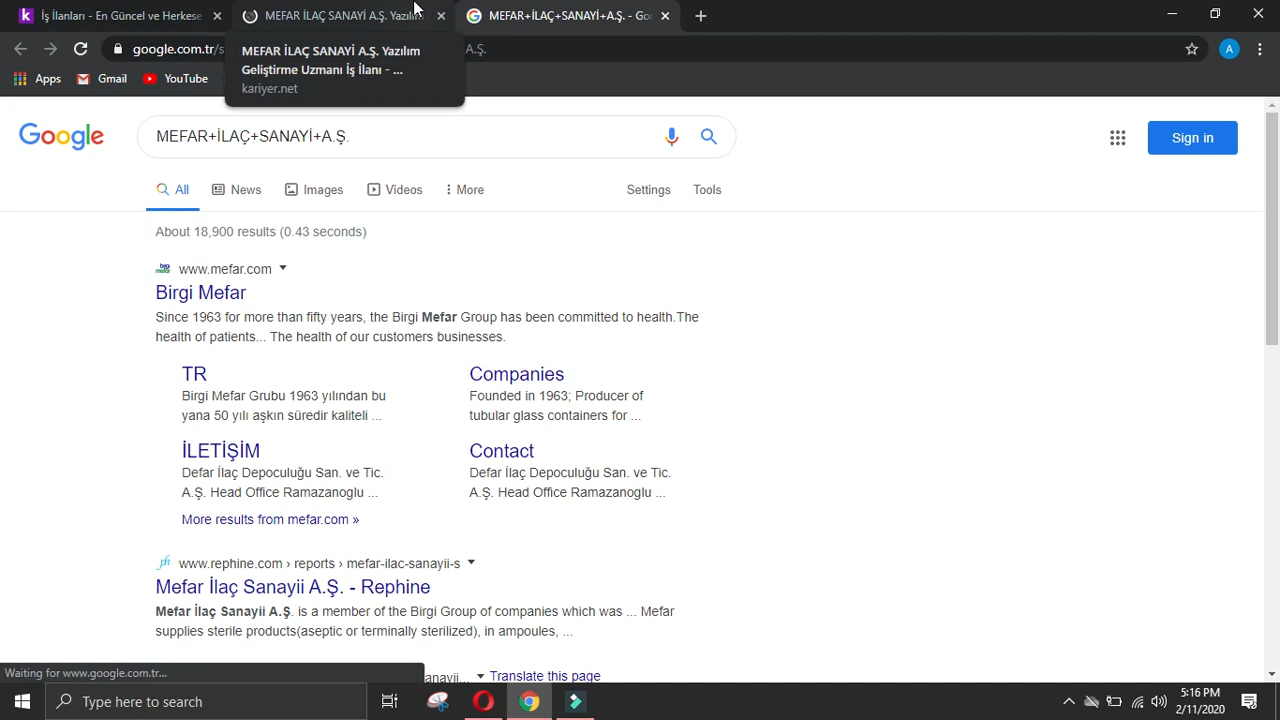 İş İlanları - En Güncel ve Herkese
MEFAR İLAÇ SANAYİ A.Ş. Yazılım
MEFAR+İLAÇ+SANAYİ+A.Ş. - Go
google.com.tr/s
A.Ş.
A
Apps
Gmail
YouTube
MEFAR İLAÇ SANAYİ A.Ş. Yazılım
Geliştirme Uzmanı İş İlanı - ...
kariyer.net
Google
MEFAR+İLAÇ+SANAYİ+A.Ş.
Sign in
All
News
Images
Videos
More
Settings
Tools
About 18,900 results (0.43 seconds)
www.mefar.com
Birgi Mefar
Since 1963 for more than fifty years, the Birgi Mefar Group has been committed to health.The
health of patients... The health of our customers businesses.
TR
Birgi Mefar Grubu 1963 yılından bu
yana 50 yılı aşkın süredir kaliteli ...
Companies
Founded in 1963; Producer of
tubular glass containers for ...
İLETİŞİM
Defar İlaç Depoculuğu San. ve Tic.
A.Ş. Head Office Ramazanoglu ...
Contact
Defar İlaç Depoculuğu San. ve Tic.
A.Ş. Head Office Ramazanoglu ...
More results from mefar.com »
www.rephine.com › reports › mefar-ilac-sanayii-s
Mefar İlaç Sanayii A.Ş. - Rephine
Mefar İlaç Sanayii A.Ş. is a member of the Birgi Group of companies which was ... Mefar
supplies sterile products(aseptic or terminally sterilized), in ampoules, ...
Translate this page
Waiting for www.google.com.tr...
Type here to search
5:16 PM
2/11/2020